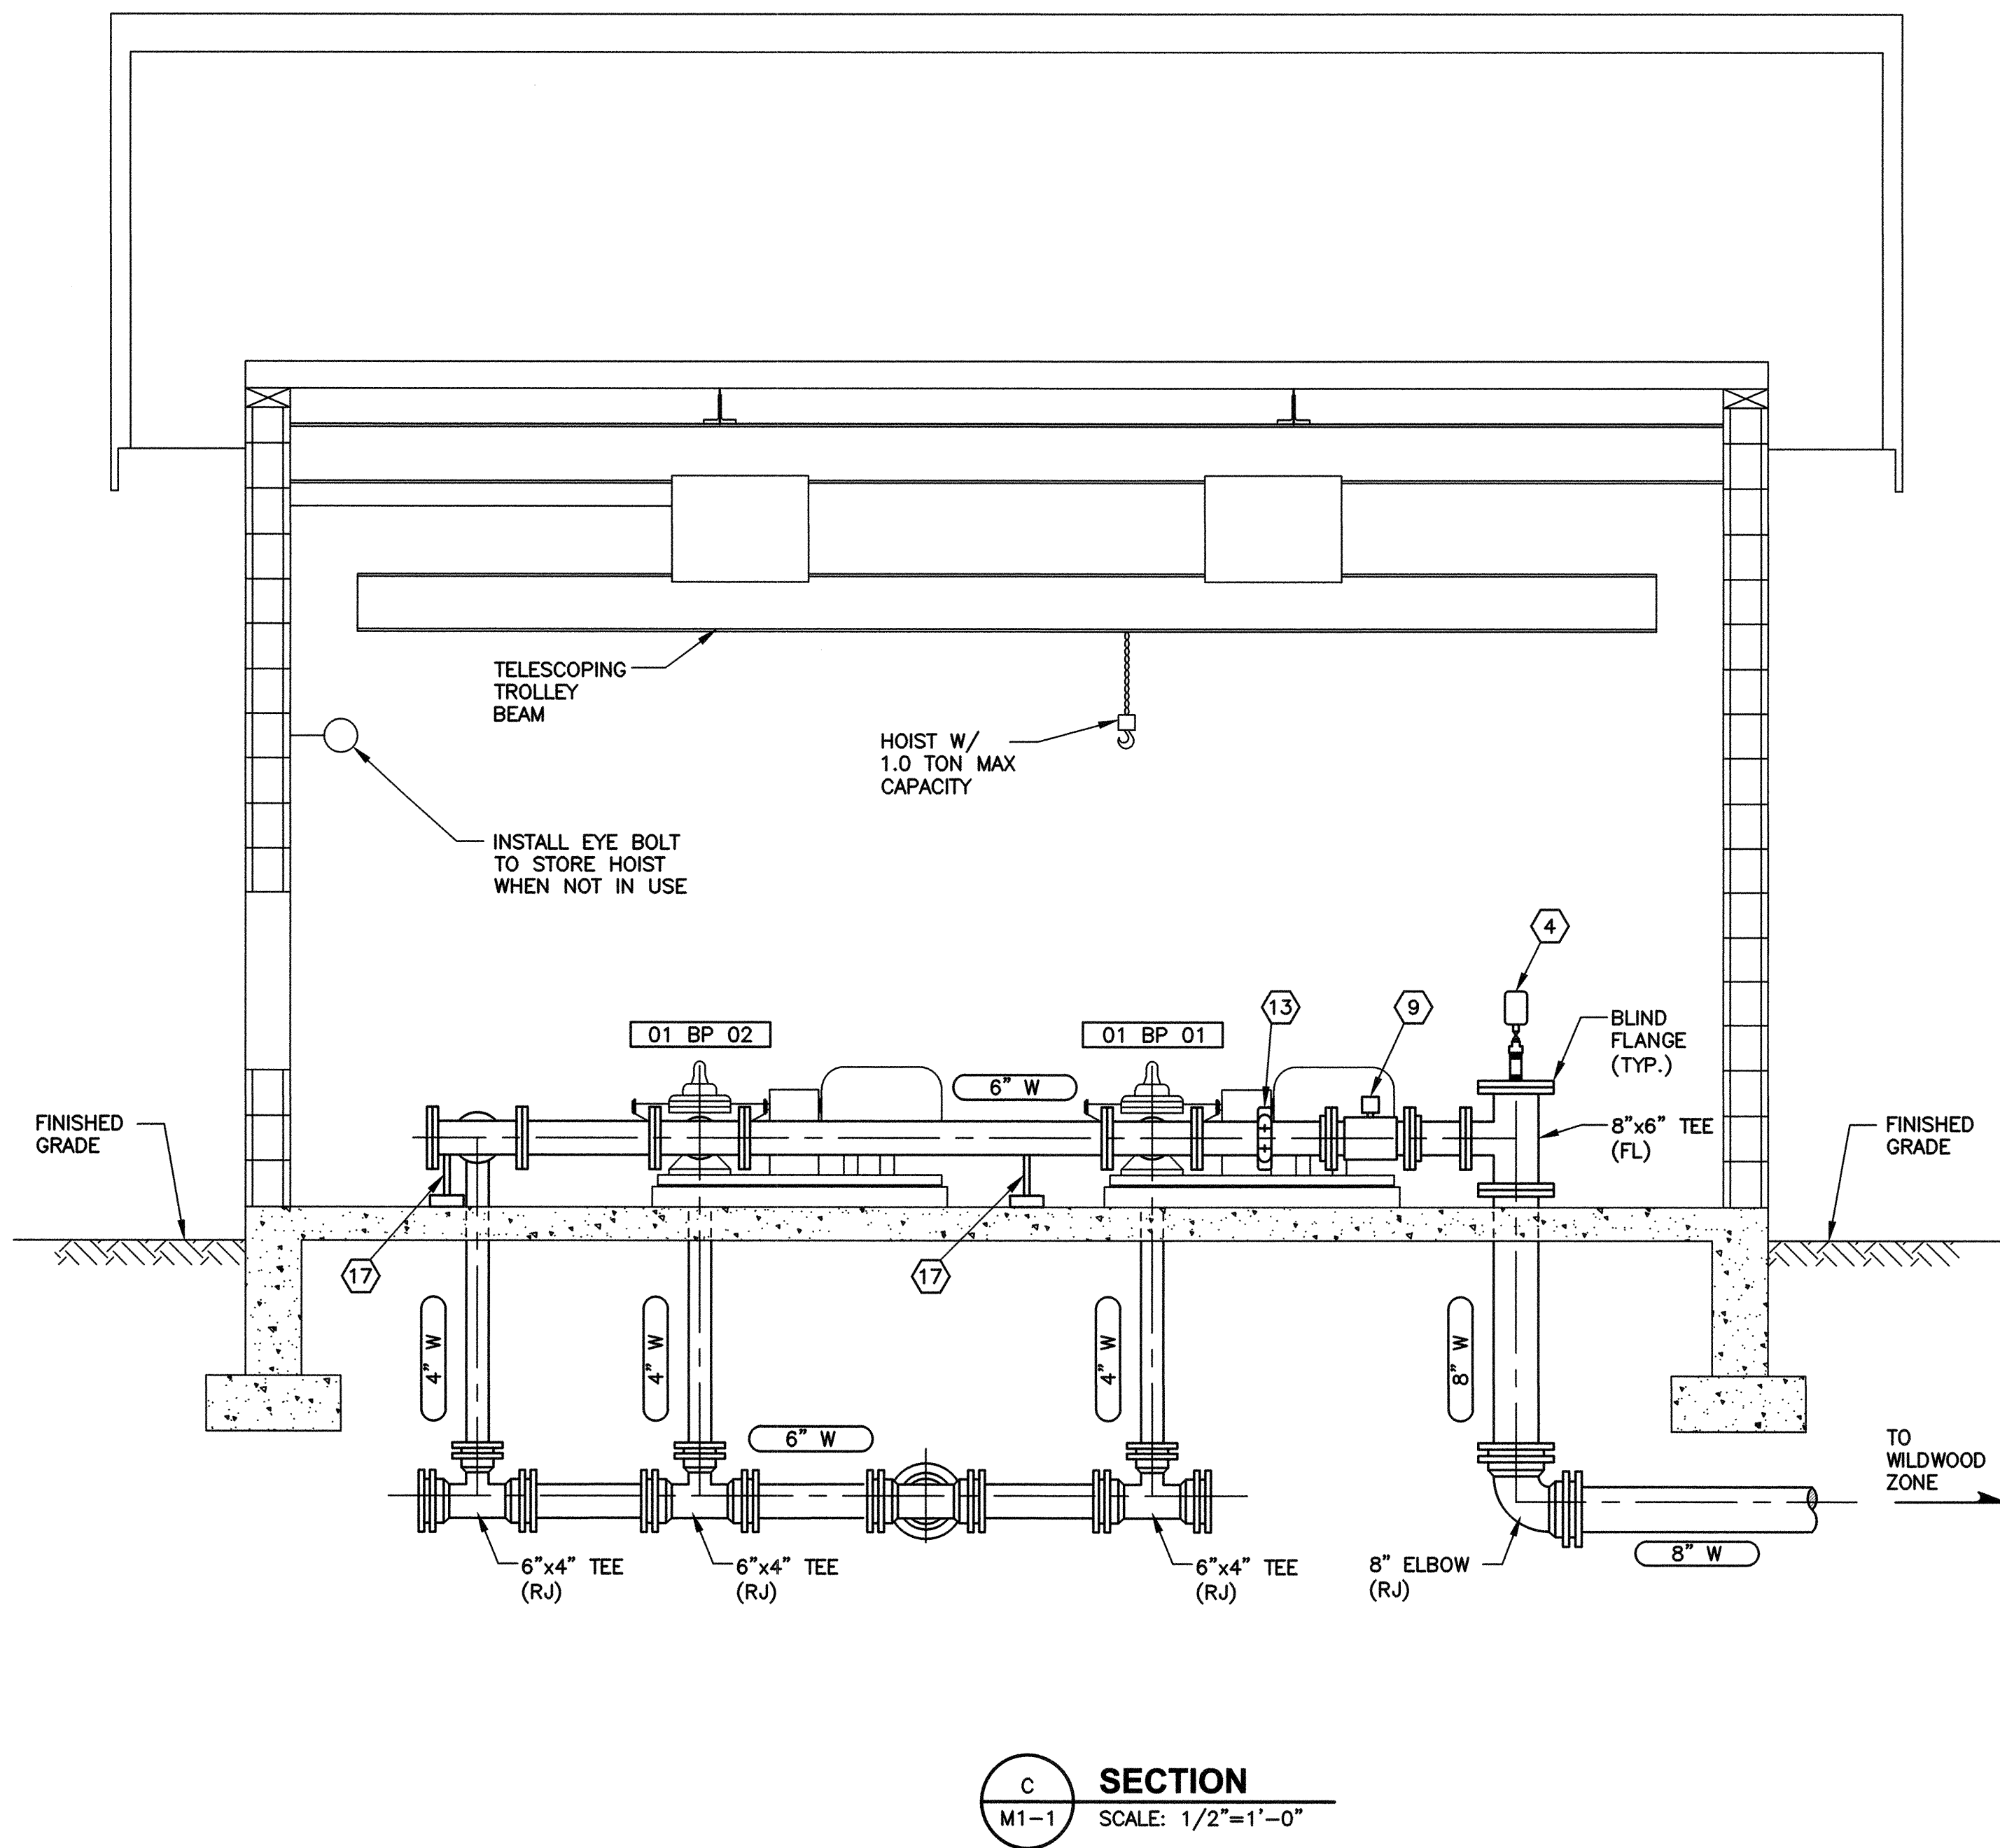 TELESCOPING
TROLLEY
BEAM
HOIST W/
1.0 TON MAX
CAPACITY
INSTALL EYE BOLT
TO STORE HOIST
WHEN NOT IN USE
4
13
9
01 BP 02
01 BP 01
BLIND
FLANGE
(TYP.)
6" W
FINISHED
GRADE
8"x6" TEE
(FL)
FINISHED
GRADE
17
17
4" W
4" W
4" W
8" W
6" W
TO
WILDWOOD
ZONE
6"x4" TEE
(RJ)
6"x4" TEE
(RJ)
6"x4" TEE
(RJ)
8" ELBOW
(RJ)
8" W
C
M1-1
SECTION
SCALE: 1/2"=1'-0"